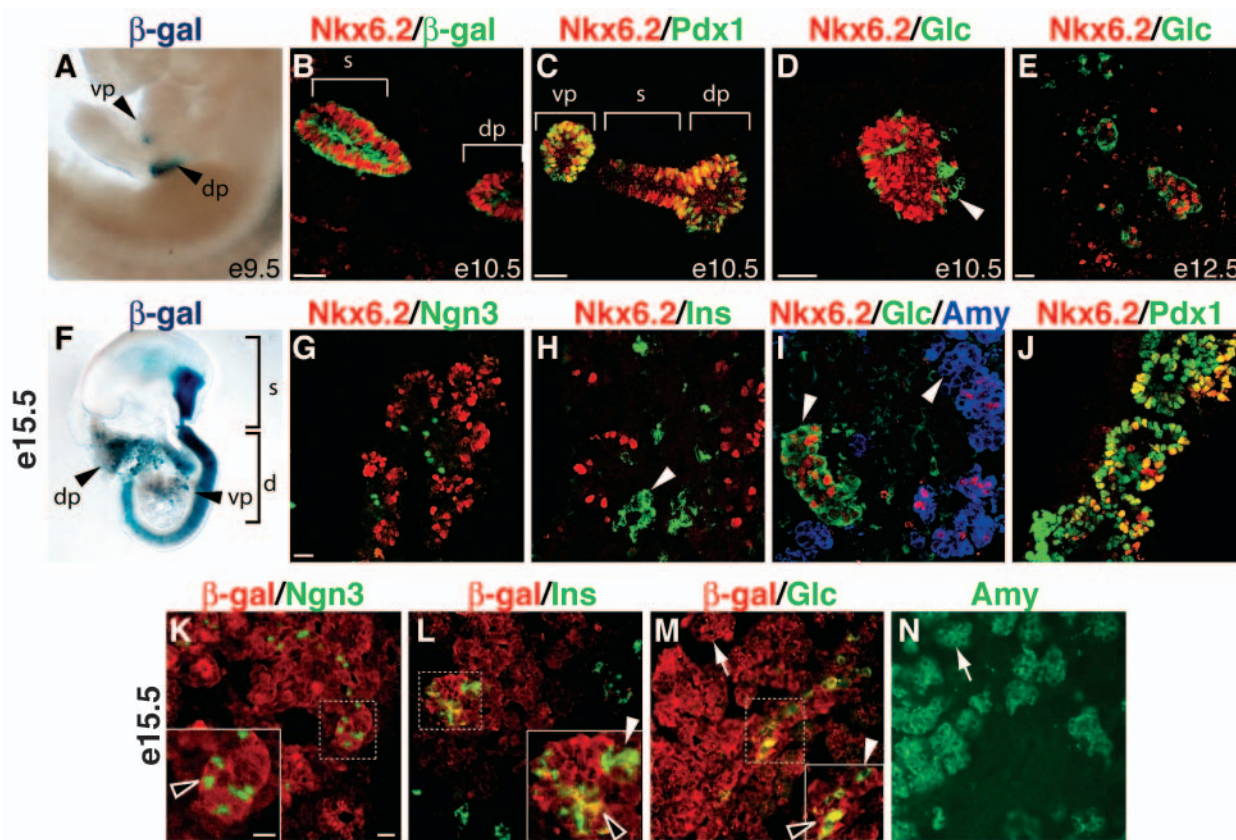 β-gal Nkx6.2/β-gal Nkx6.2/Pdx1 Nkx6.2/Glc Nkx6.2/Glc
A vp dp e9.5
B s dp e10.5
C vp s dp e10.5
D e10.5
E e12.5
β-gal Nkx6.2/Ngn3 Nkx6.2/Ins Nkx6.2/Glc/Amy Nkx6.2/Pdx1
e15.5
F s dp vp d
G
H
I
J
β-gal/Ngn3 β-gal/Ins β-gal/Glc Amy
e15.5
K
L
M
N